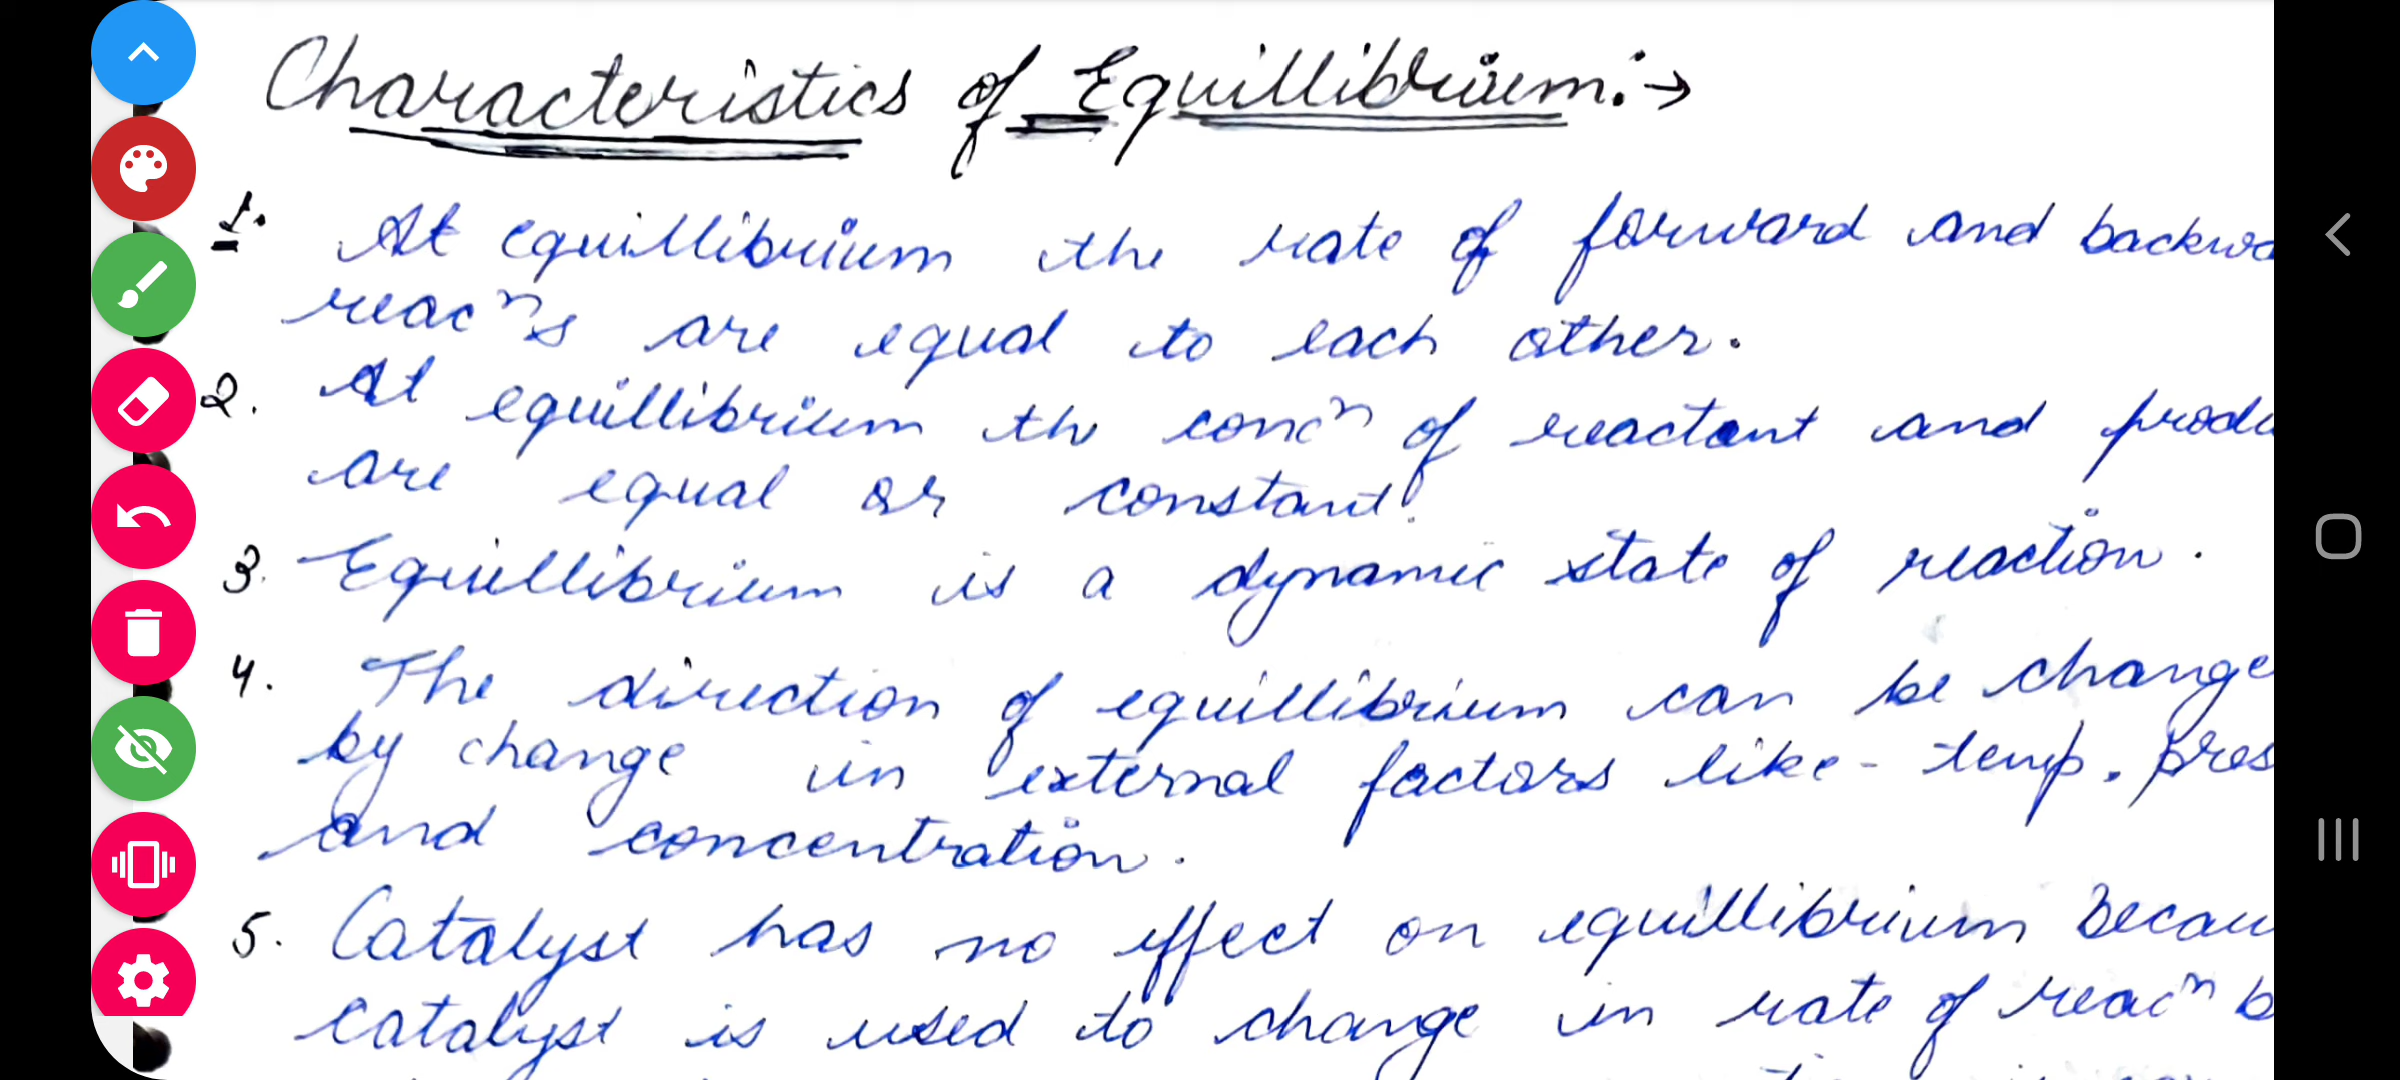 Characteristics of Equillibrium:→
1. At equillibrium the rate of forward and backwa
reacⁿs are equal to each other.
2. At equillibrium the concⁿ of reactant and produ
are equal or constant.
3. Equillibrium is a dynamic state of reaction.
4. The direction of equillibrium can be change
by change in external factors like - temp. pres
and concentration.
5. Catalyst has no effect on equillibrium Becau
catalyst is used to change in rate of reacⁿ b